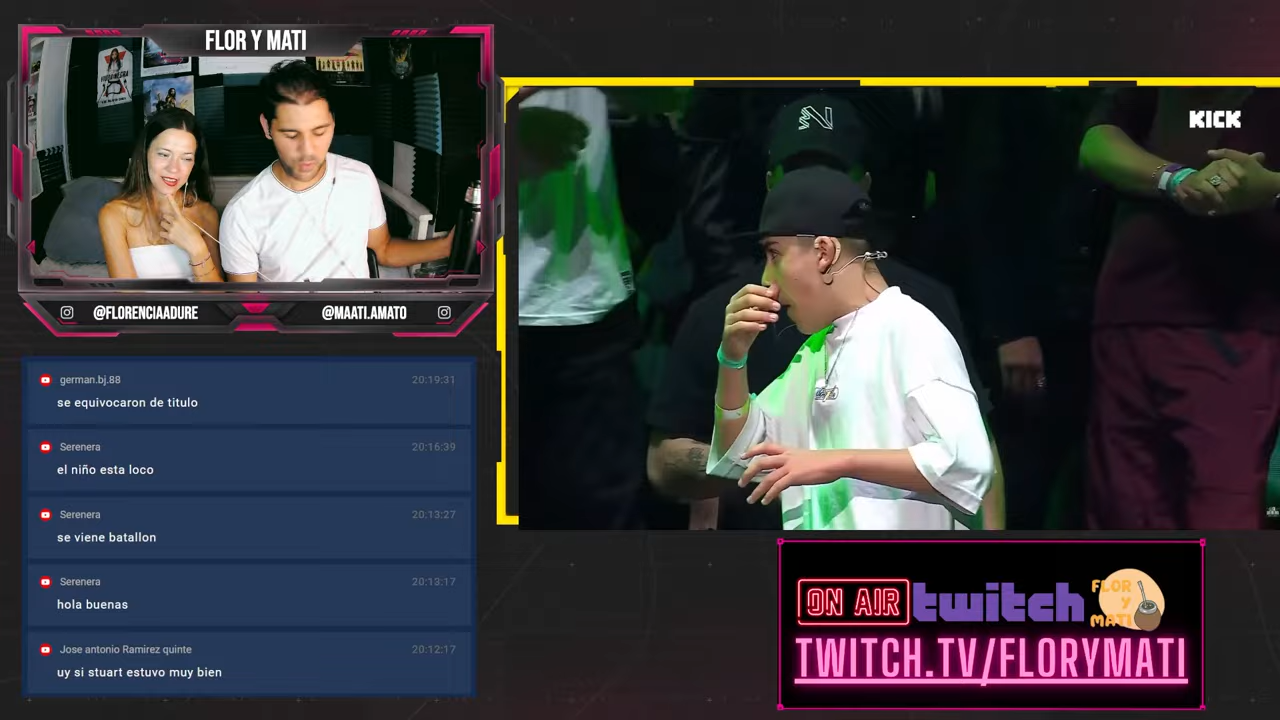 FLOR Y MATI
@FLORENCIAADURE
@MAATI.AMATO
KICK
german.bj.88
20:19:31
se equivocaron de titulo
Serenera
20:16:39
el niño esta loco
Serenera
20:13:27
se viene batallon
Serenera
20:13:17
hola buenas
Jose antonio Ramirez quinte
20:12:17
uy si stuart estuvo muy bien
ON AIR
twitch
FLOR
Y
MATI
TWITCH.TV/FLORYMATI